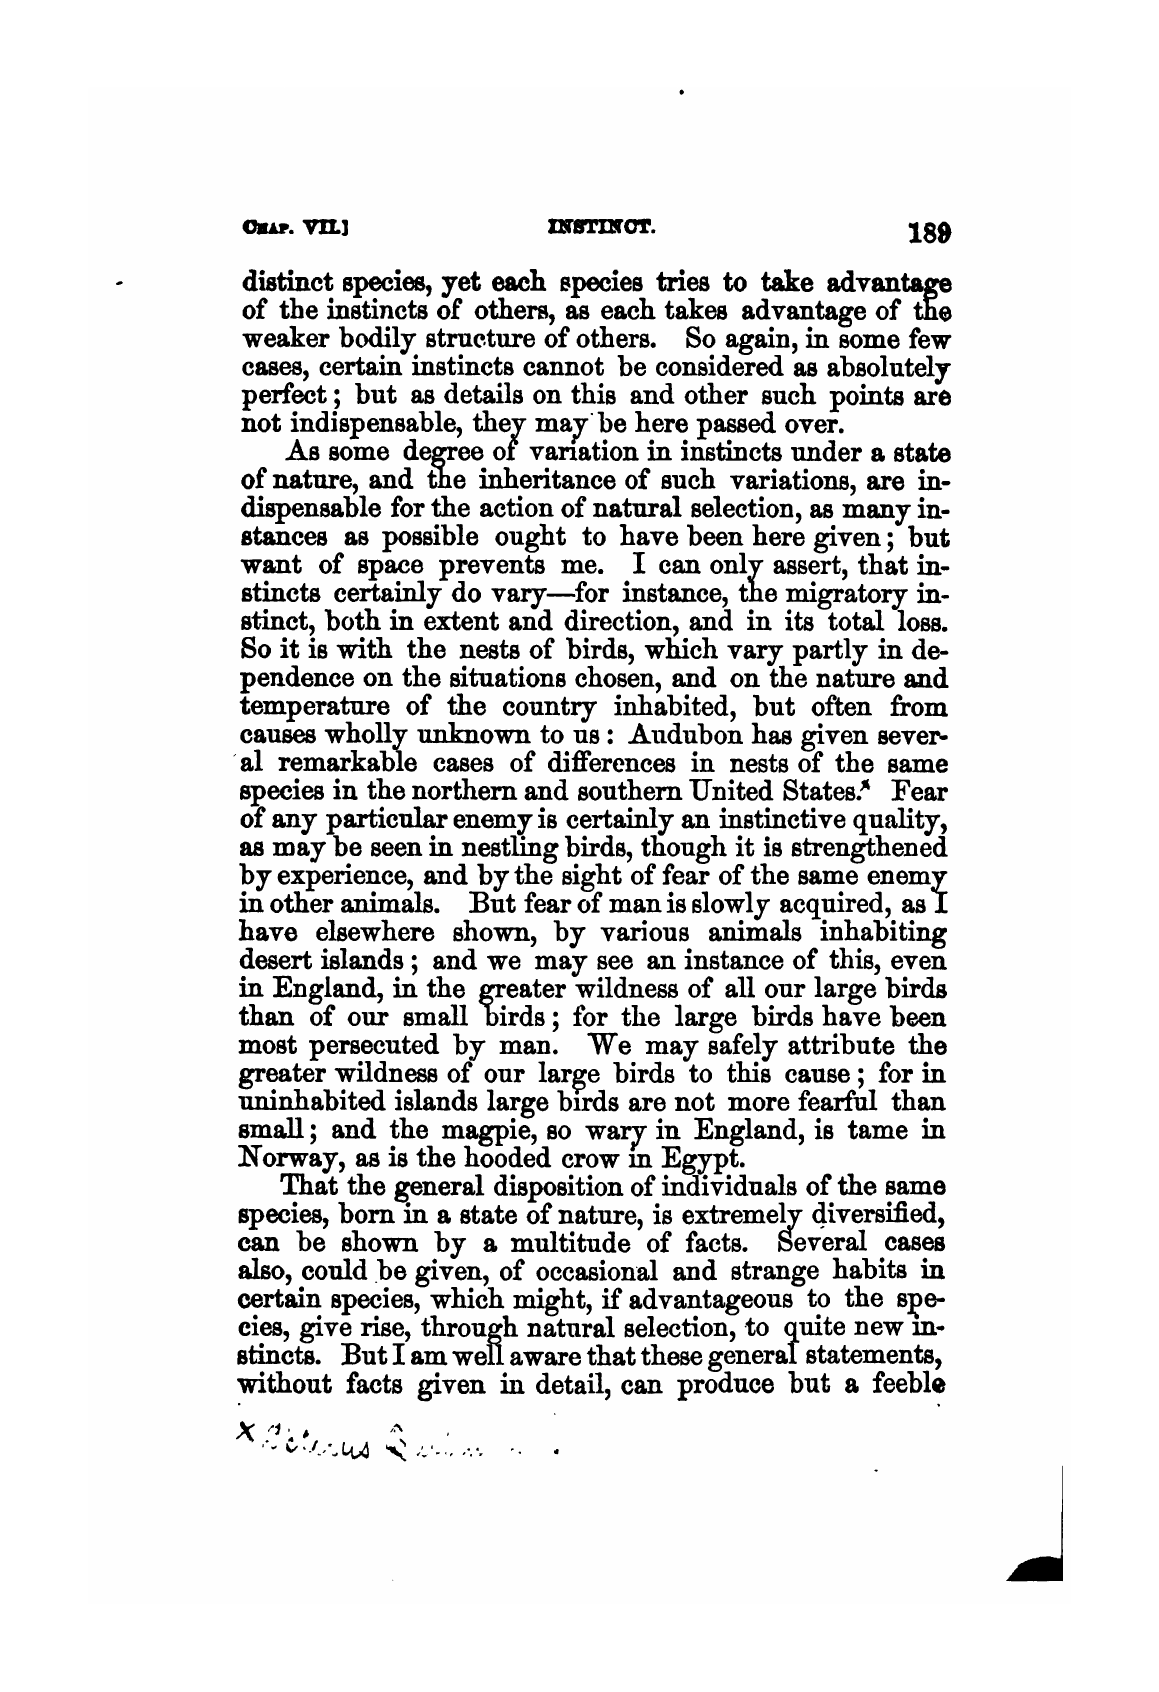 CHAP. VII.] INSTINCT. 189
distinct species, yet each species tries to take advantage
of the instincts of others, as each takes advantage of the
weaker bodily structure of others. So again, in some few
cases, certain instincts cannot be considered as absolutely
perfect; but as details on this and other such points are
not indispensable, they may be here passed over.
As some degree of variation in instincts under a state
of nature, and the inheritance of such variations, are in-
dispensable for the action of natural selection, as many in-
stances as possible ought to have been here given; but
want of space prevents me. I can only assert, that in-
stincts certainly do vary—for instance, the migratory in-
stinct, both in extent and direction, and in its total loss.
So it is with the nests of birds, which vary partly in de-
pendence on the situations chosen, and on the nature and
temperature of the country inhabited, but often from
causes wholly unknown to us: Audubon has given sever-
al remarkable cases of differences in nests of the same
species in the northern and southern United States.x Fear
of any particular enemy is certainly an instinctive quality,
as may be seen in nestling birds, though it is strengthened
by experience, and by the sight of fear of the same enemy
in other animals. But fear of man is slowly acquired, as I
have elsewhere shown, by various animals inhabiting
desert islands; and we may see an instance of this, even
in England, in the greater wildness of all our large birds
than of our small birds; for the large birds have been
most persecuted by man. We may safely attribute the
greater wildness of our large birds to this cause; for in
uninhabited islands large birds are not more fearful than
small; and the magpie, so wary in England, is tame in
Norway, as is the hooded crow in Egypt.
That the general disposition of individuals of the same
species, born in a state of nature, is extremely diversified,
can be shown by a multitude of facts. Several cases
also, could be given, of occasional and strange habits in
certain species, which might, if advantageous to the spe-
cies, give rise, through natural selection, to quite new in-
stincts. But I am well aware that these general statements,
without facts given in detail, can produce but a feeble
x